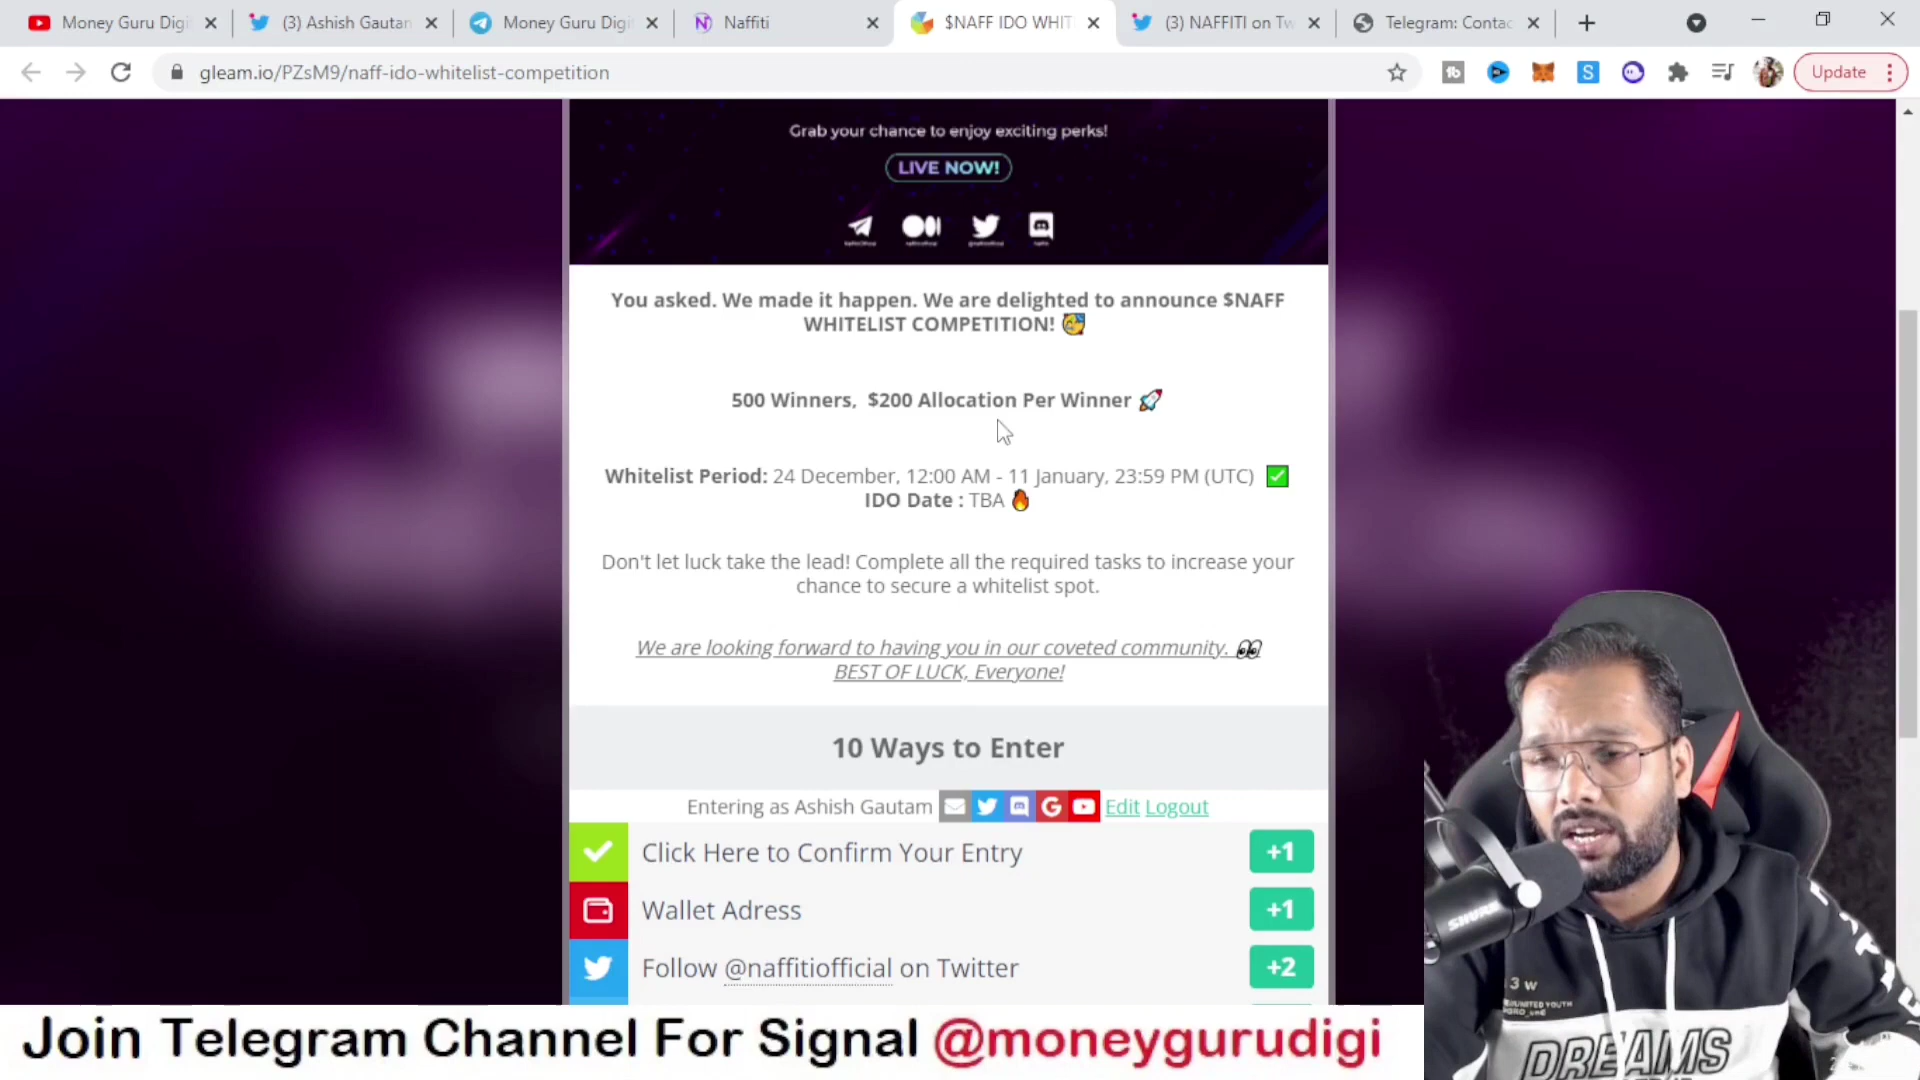 Money Guru Digi
(3) Ashish Gautam
Money Guru Digi
Naffiti
$NAFF IDO WHIT
(3) NAFFITI on Tw
Telegram: Contac
gleam.io/PZsM9/naff-ido-whitelist-competition
Update
Grab your chance to enjoy exciting perks!
LIVE NOW!
You asked. We made it happen. We are delighted to announce $NAFF
WHITELIST COMPETITION! 🥳
500 Winners, $200 Allocation Per Winner 🚀
Whitelist Period: 24 December, 12:00 AM - 11 January, 23:59 PM (UTC) ✅
IDO Date : TBA 🔥
Don't let luck take the lead! Complete all the required tasks to increase your
chance to secure a whitelist spot.
We are looking forward to having you in our coveted community. 👀
BEST OF LUCK, Everyone!
10 Ways to Enter
Entering as Ashish Gautam Edit Logout
Click Here to Confirm Your Entry +1
Wallet Adress +1
Follow @naffitiofficial on Twitter +2
SHURE
DREAMS
Join Telegram Channel For Signal @moneygurudigi